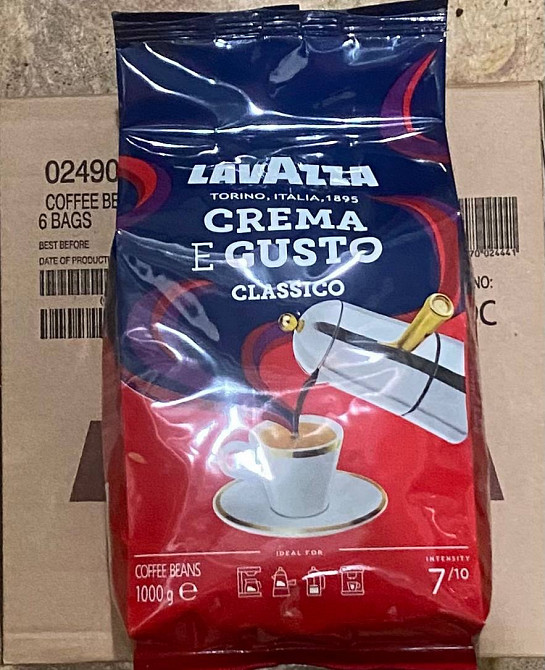 LAVAZZA
TORINO, ITALIA, 1895
CREMA
E GUSTO
CLASSICO
IDEAL FOR
COFFEE BEANS
1000 g ℮
INTENSITY
7/10
02490
COFFEE BE
6 BAGS
BEST BEFORE
DATE OF PRODUCT
NO:
C